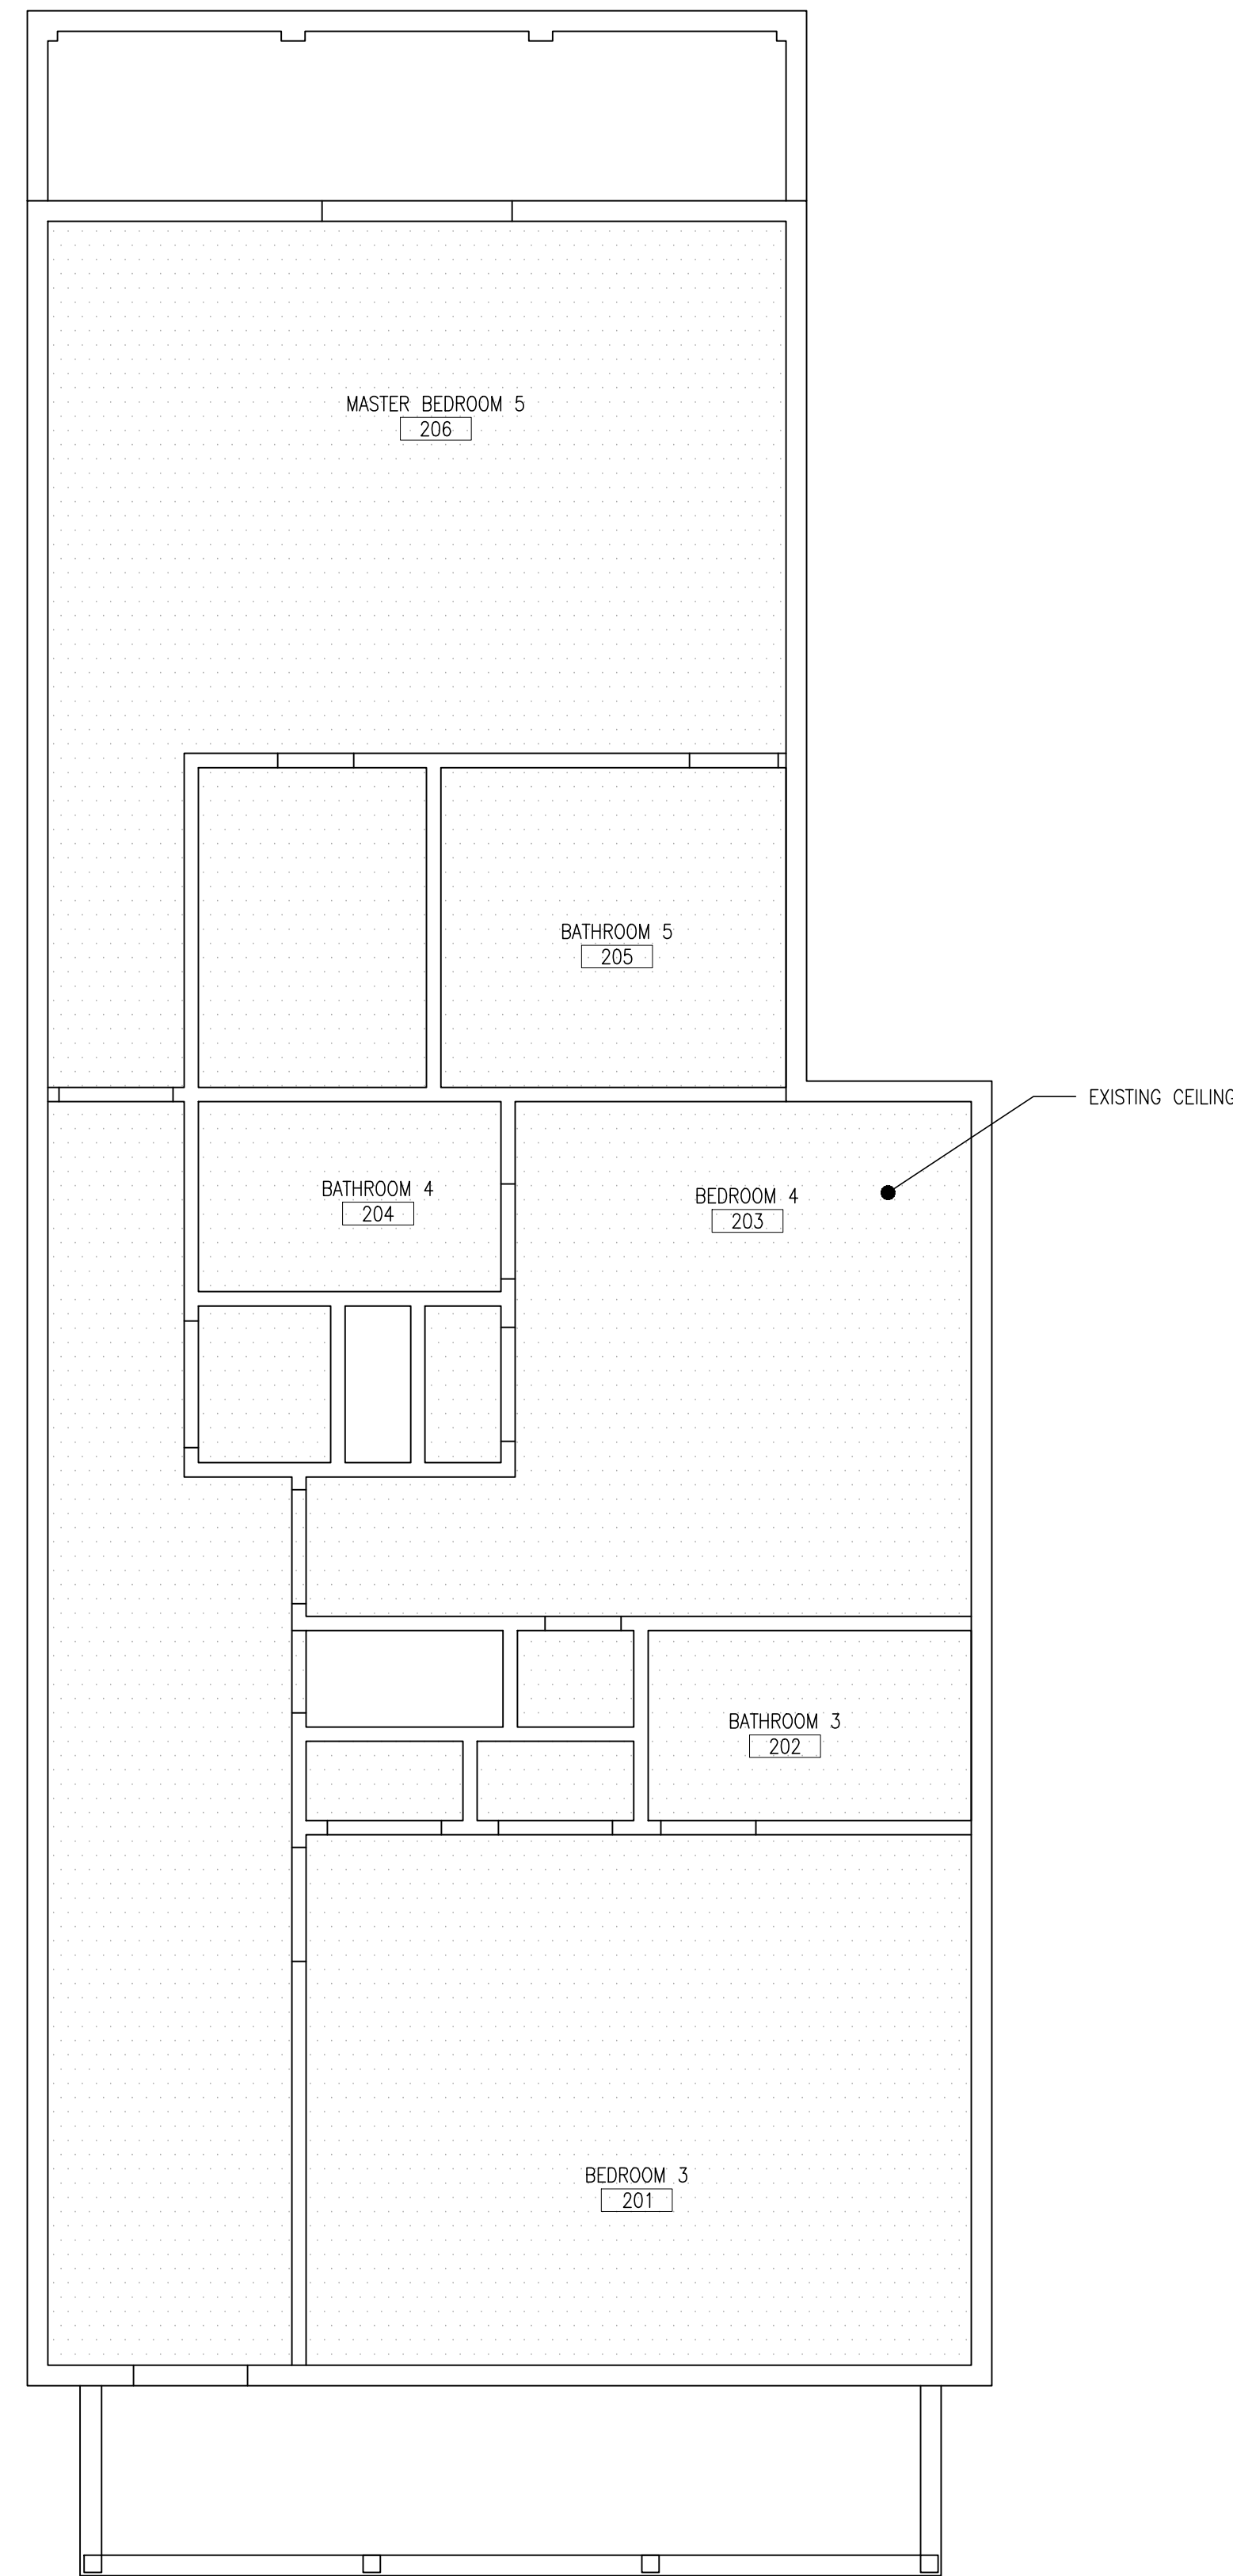 MASTER BEDROOM 5
206
BATHROOM 5
205
EXISTING CEILING
BATHROOM 4
204
BEDROOM 4
203
BATHROOM 3
202
BEDROOM 3
201